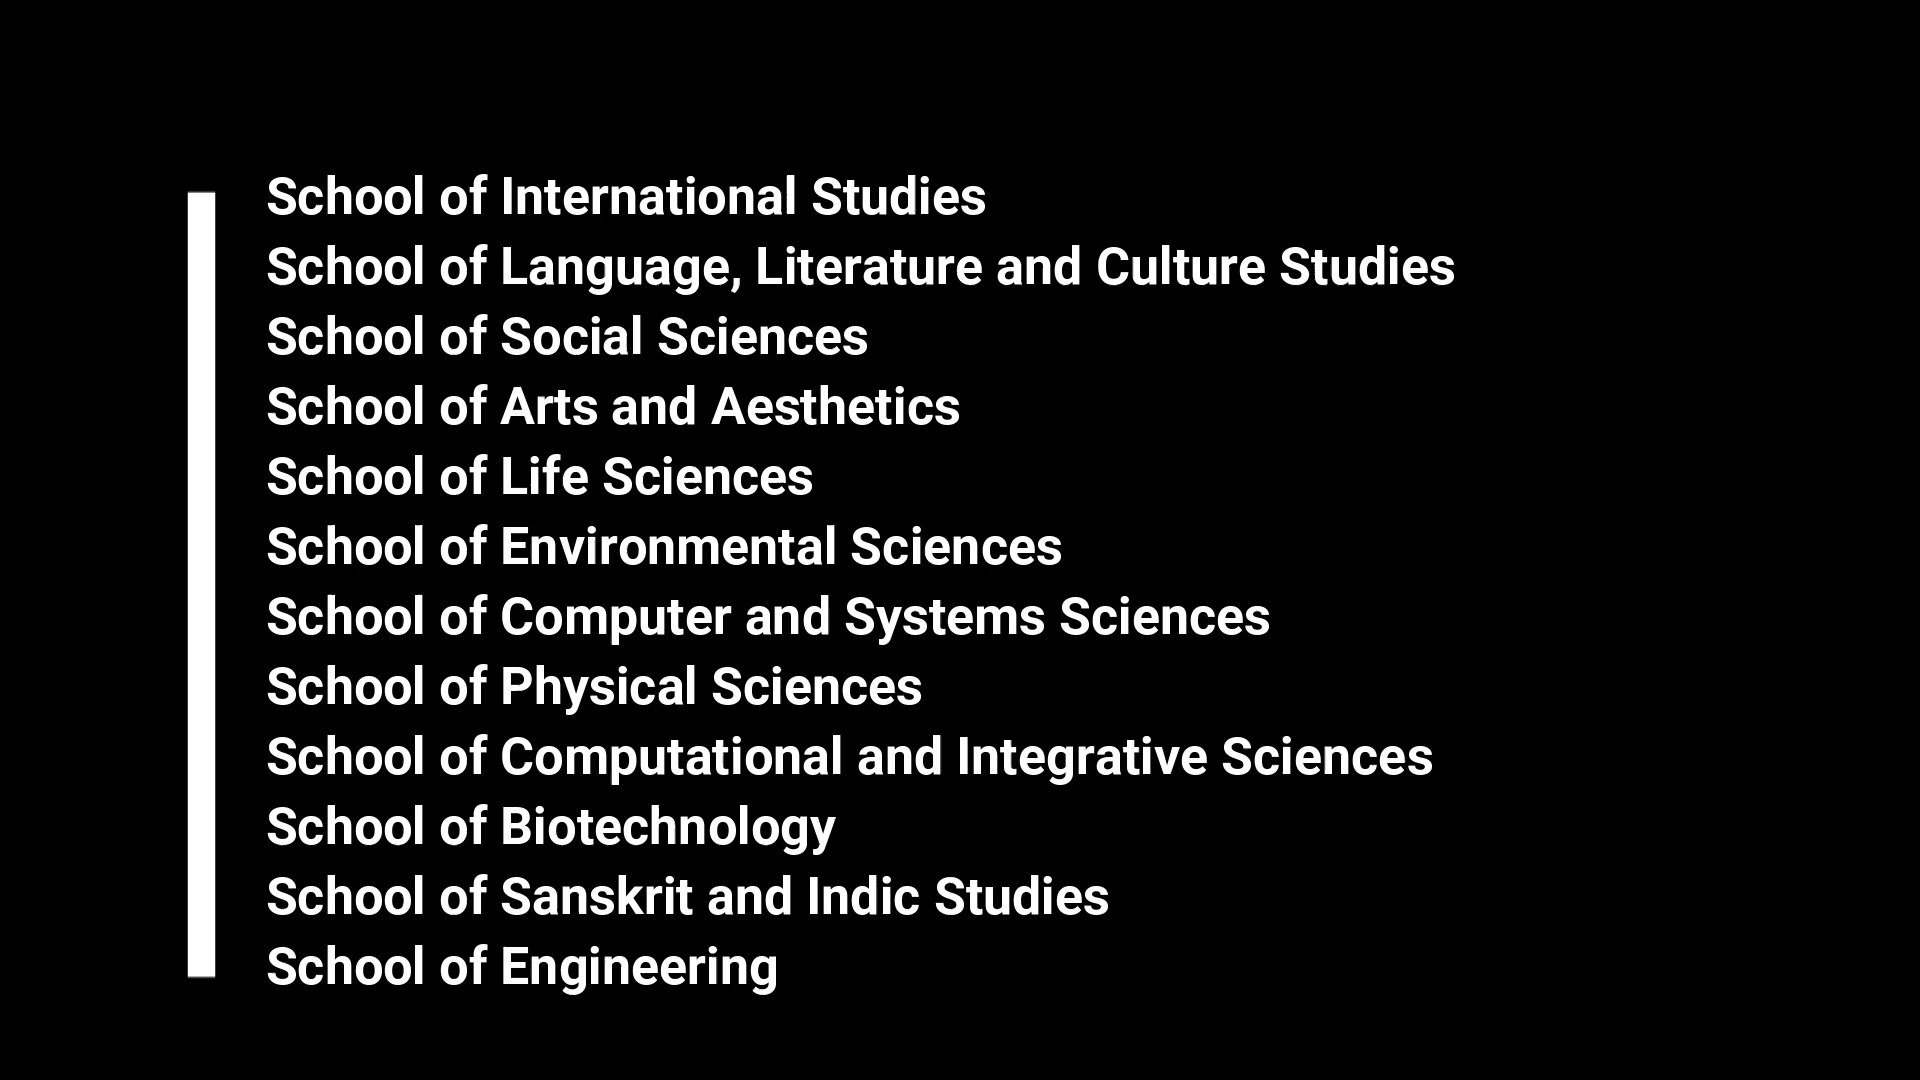 School of International Studies
School of Language, Literature and Culture Studies
School of Social Sciences
School of Arts and Aesthetics
School of Life Sciences
School of Environmental Sciences
School of Computer and Systems Sciences
School of Physical Sciences
School of Computational and Integrative Sciences
School of Biotechnology
School of Sanskrit and Indic Studies
School of Engineering